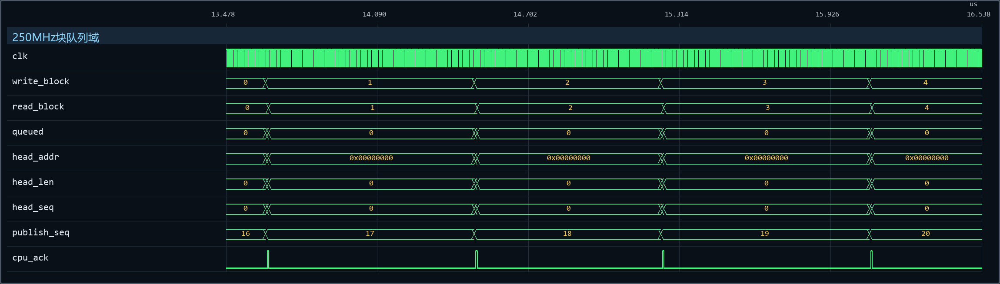 us
13.478 14.090 14.702 15.314 15.926 16.538
250MHz块队列域
clk
write_block 0 1 2 3 4
read_block 0 1 2 3 4
queued 0 0 0 0 0
head_addr 0x00000000 0x00000000 0x00000000 0x00000000
head_len 0 0 0 0 0
head_seq 0 0 0 0 0
publish_seq 16 17 18 19 20
cpu_ack